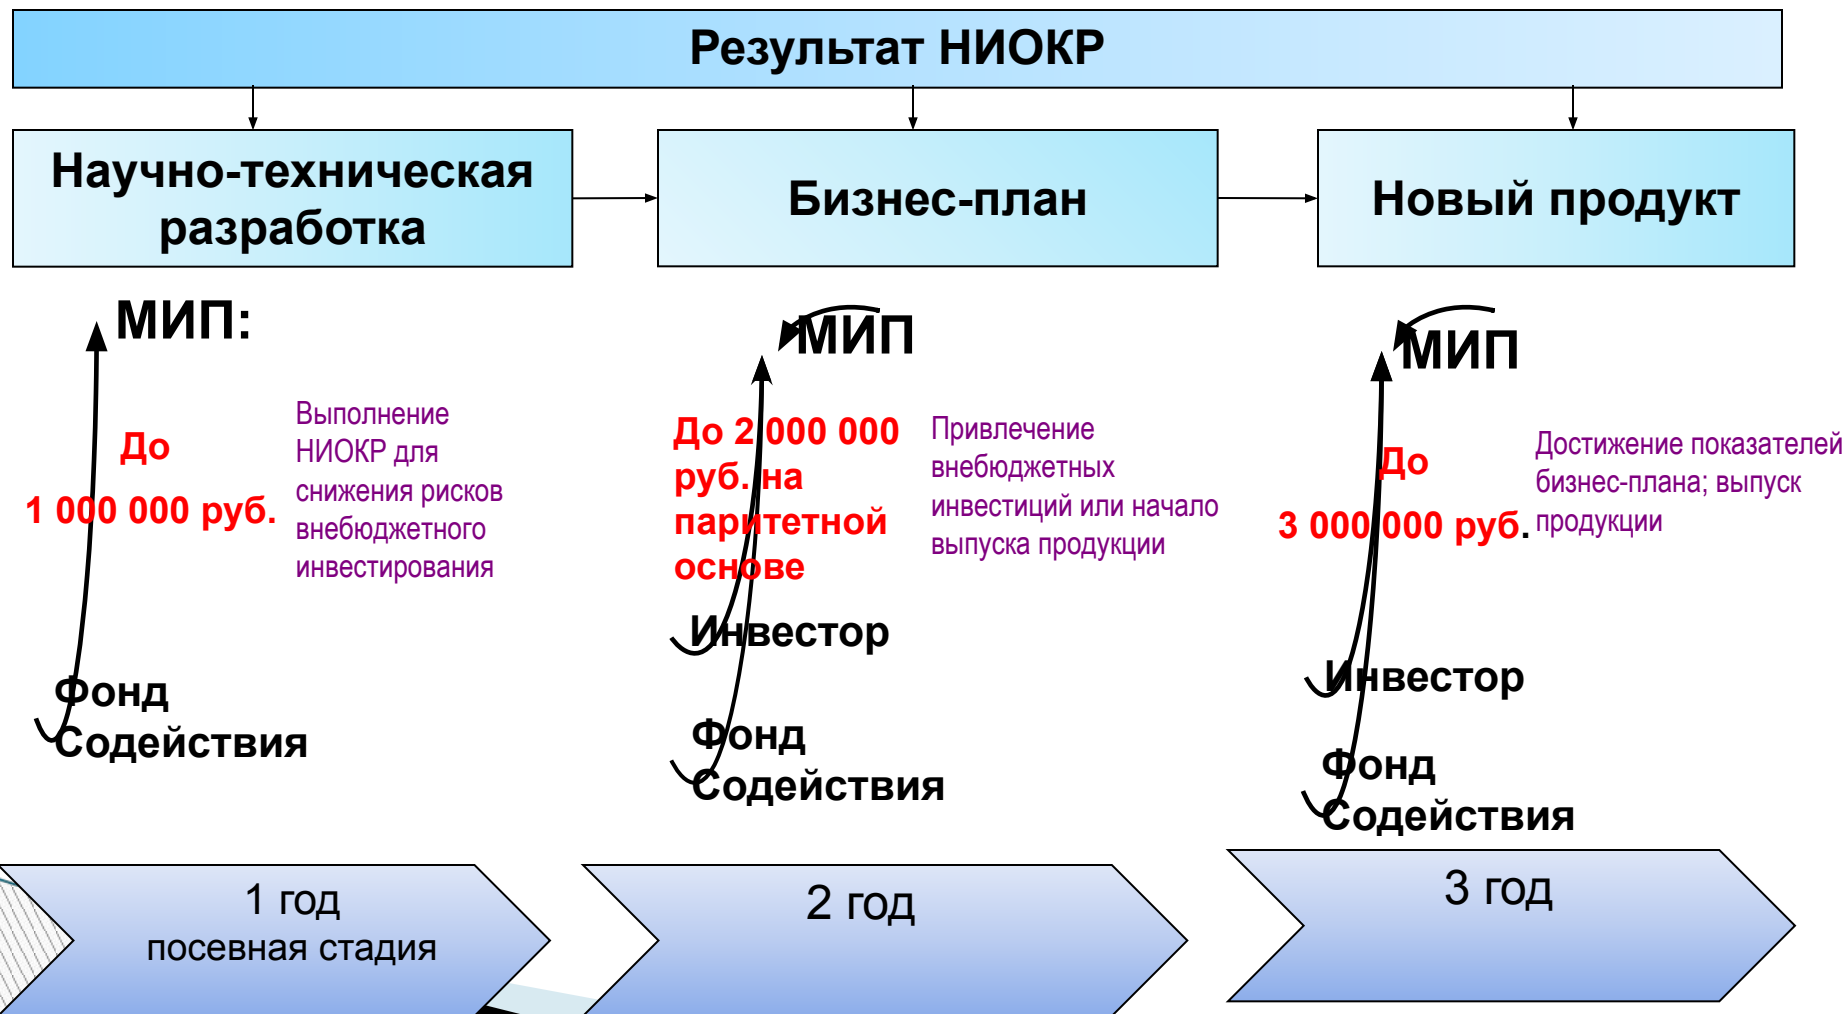 Результат НИОКР
Научно-техническая
разработка
Бизнес-план
Новый продукт
МИП:
До
1 000 000 руб.
Выполнение
НИОКР для
снижения рисков
внебюджетного
инвестирования
Фонд
Содействия
МИП
До 2 000 000
руб. на
паритетной
основе
Привлечение
внебюджетных
инвестиций или начало
выпуска продукции
Инвестор
Фонд
Содействия
МИП
До
3 000 000 руб.
Достижение показателей
бизнес-плана; выпуск
продукции
Инвестор
Фонд
Содействия
1 год
посевная стадия
2 год
3 год